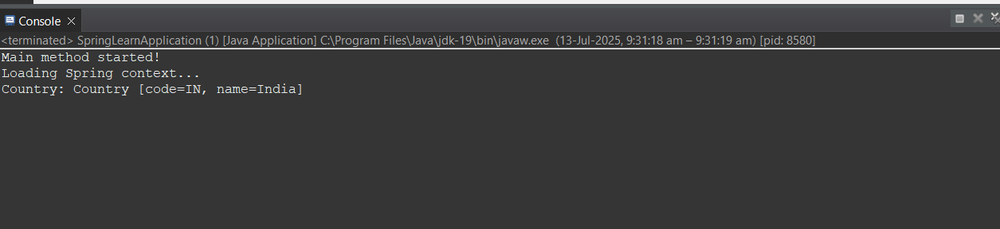 Console
<terminated> SpringLearnApplication (1) [Java Application] C:\Program Files\Java\jdk-19\bin\javaw.exe (13-Jul-2025, 9:31:18 am – 9:31:19 am) [pid: 8580]
Main method started!
Loading Spring context...
Country: Country [code=IN, name=India]